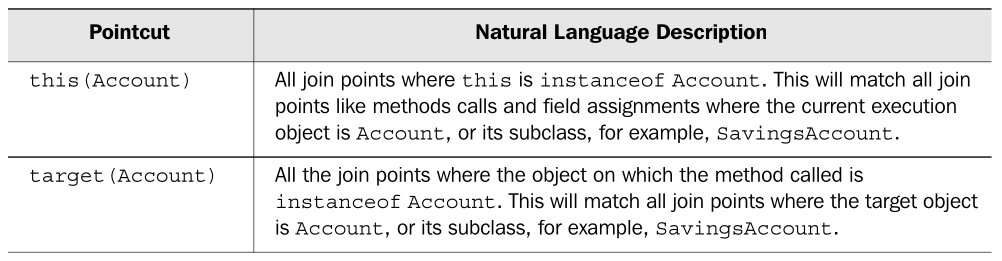 Pointcut Natural Language Description
this(Account) All join points where this is instanceof Account. This will match all join
points like methods calls and field assignments where the current execution
object is Account, or its subclass, for example, SavingsAccount.
target(Account) All the join points where the object on which the method called is
instanceof Account. This will match all join points where the target object
is Account, or its subclass, for example, SavingsAccount.